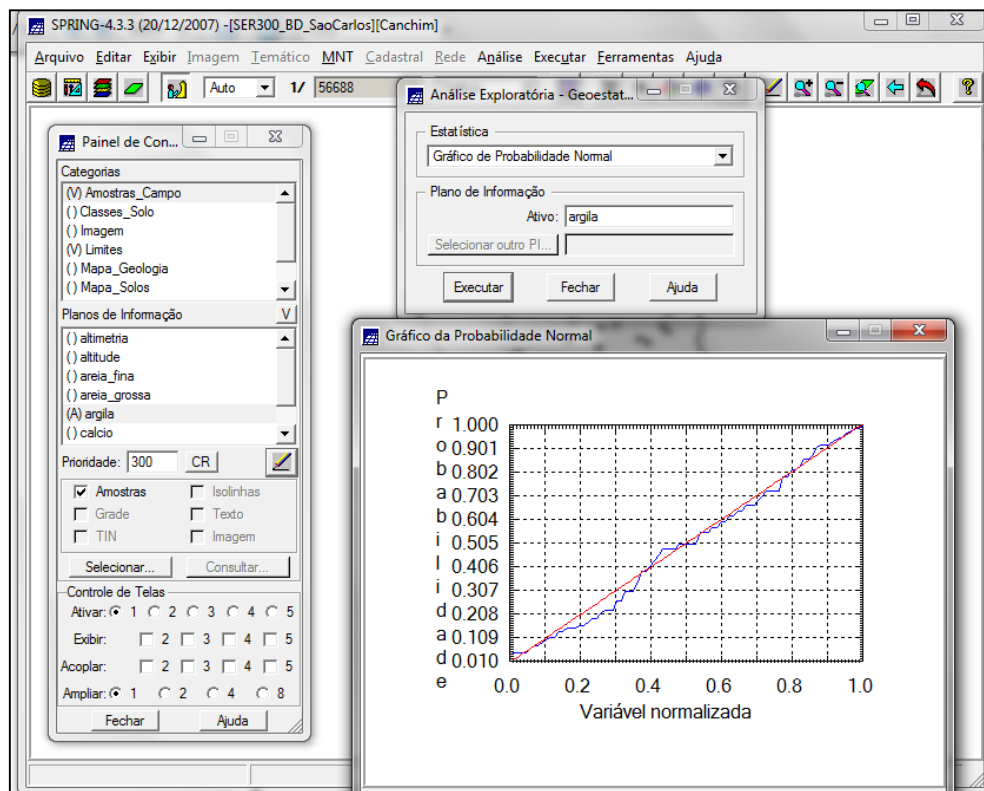 SPRING-4.3.3 (20/12/2007) -[SER300_BD_SaoCarlos][Canchim]
Arquivo Editar Exibir Imagem Temático MNT Cadastral Rede Análise Executar Ferramentas Ajuda
Auto 1/ 56688
Painel de Con...
Categorias
(V) Amostras_Campo
( ) Classes_Solo
( ) Imagem
(V) Limites
( ) Mapa_Geologia
( ) Mapa_Solos
Planos de Informação V
( ) altimetria
( ) altitude
( ) areia_fina
( ) areia_grossa
(A) argila
( ) calcio
Prioridade: 300 CR
Amostras Isolinhas
Grade Texto
TIN Imagem
Selecionar... Consultar...
Controle de Telas
Ativar: 1 2 3 4 5
Exibir: 2 3 4 5
Acoplar: 2 3 4 5
Ampliar: 1 2 4 8
Fechar Ajuda
Análise Exploratória - Geoestat...
Estatística
Gráfico de Probabilidade Normal
Plano de Informação
Ativo: argila
Selecionar outro PI...
Executar Fechar Ajuda
Gráfico da Probabilidade Normal
Probabilidade
1.000
0.901
0.802
0.703
0.604
0.505
0.406
0.307
0.208
0.109
0.010
0.0 0.2 0.4 0.6 0.8 1.0
Variável normalizada